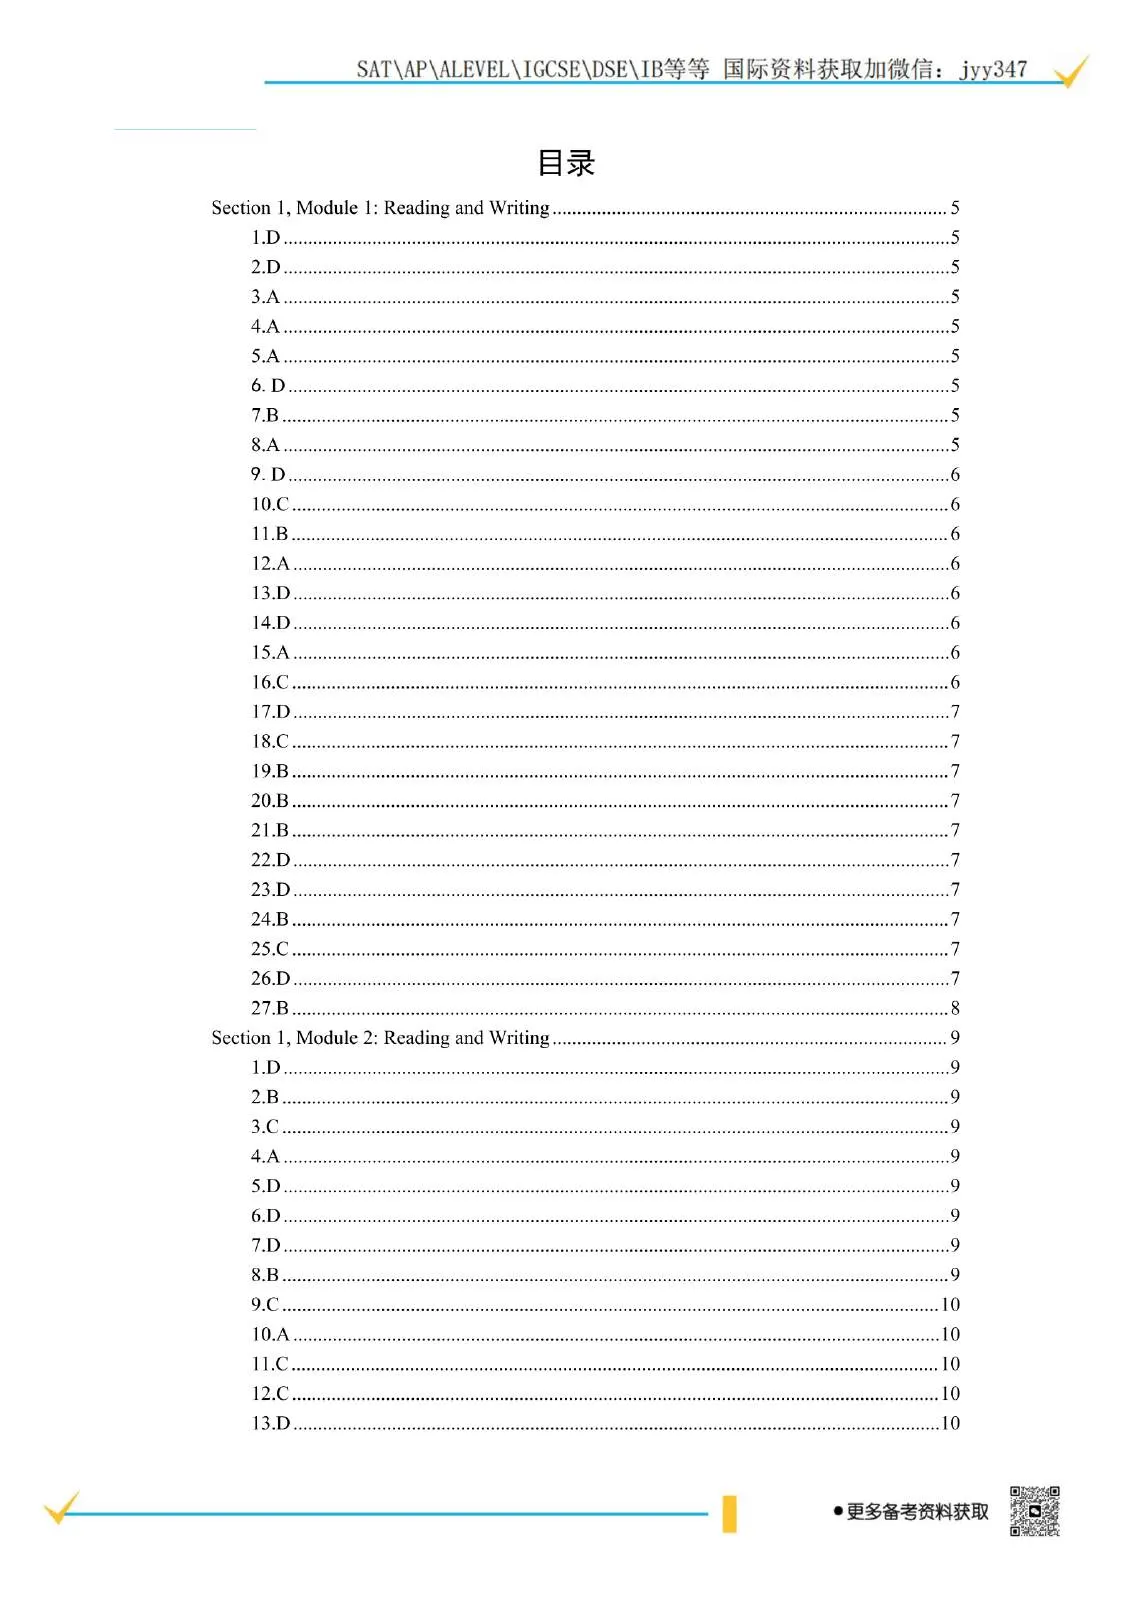 SAT\AP\ALEVEL\IGCSE\DSE\IB等等 国际资料获取加微信：jyy347
目录
Section 1, Module 1: Reading and Writing 5
1.D 5
2.D 5
3.A 5
4.A 5
5.A 5
6. D 5
7.B 5
8.A 5
9. D 6
10.C 6
11.B 6
12.A 6
13.D 6
14.D 6
15.A 6
16.C 6
17.D 7
18.C 7
19.B 7
20.B 7
21.B 7
22.D 7
23.D 7
24.B 7
25.C 7
26.D 7
27.B 8
Section 1, Module 2: Reading and Writing 9
1.D 9
2.B 9
3.C 9
4.A 9
5.D 9
6.D 9
7.D 9
8.B 9
9.C 10
10.A 10
11.C 10
12.C 10
13.D 10
●更多备考资料获取